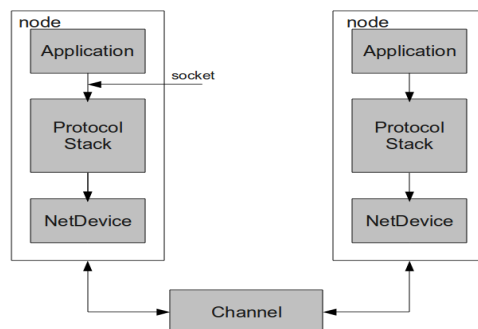 node
Application
socket
Protocol
Stack
NetDevice
node
Application
Protocol
Stack
NetDevice
Channel